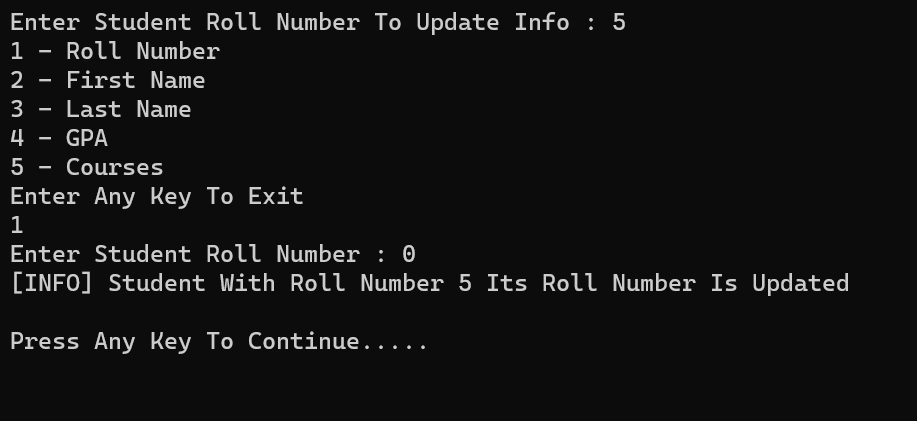 Enter Student Roll Number To Update Info : 5
1 - Roll Number
2 - First Name
3 - Last Name
4 - GPA
5 - Courses
Enter Any Key To Exit
1
Enter Student Roll Number : 0
[INFO] Student With Roll Number 5 Its Roll Number Is Updated
Press Any Key To Continue.....